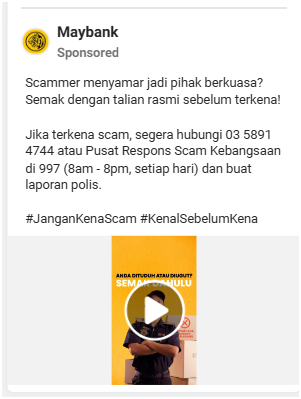 Maybank
Sponsored
Scammer menyamar jadi pihak berkuasa?
Semak dengan talian rasmi sebelum terkena!
Jika terkena scam, segera hubungi 03 5891
4744 atau Pusat Respons Scam Kebangsaan
di 997 (8am - 8pm, setiap hari) dan buat
laporan polis.
#JanganKenaScam #KenalSebelumKena
ANDA DITUDUH ATAU DIUGUT?
SEMAK DAHULU